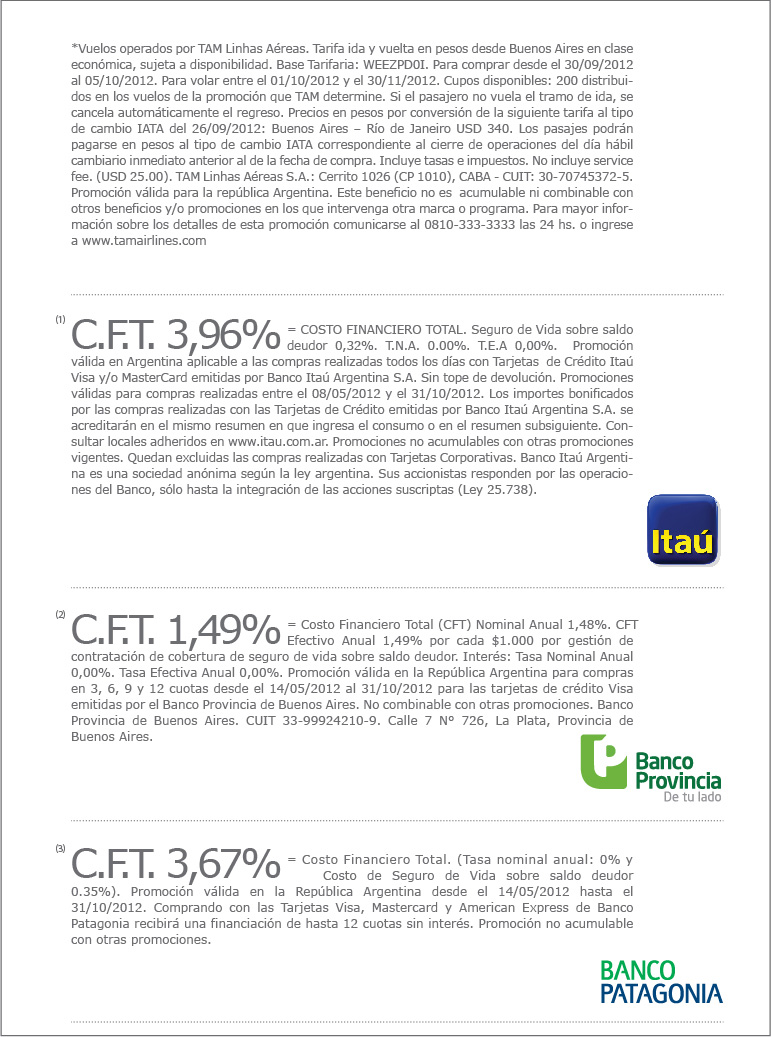 *Vuelos operados por TAM Linhas Aéreas. Tarifa ida y vuelta en pesos desde Buenos Aires en clase
económica, sujeta a disponibilidad. Base Tarifaria: WEEZPD0I. Para comprar desde el 30/09/2012
al 05/10/2012. Para volar entre el 01/10/2012 y el 30/11/2012. Cupos disponibles: 200 distribui-
dos en los vuelos de la promoción que TAM determine. Si el pasajero no vuela el tramo de ida, se
cancela automáticamente el regreso. Precios en pesos por conversión de la siguiente tarifa al tipo
de cambio IATA del 26/09/2012: Buenos Aires – Río de Janeiro USD 340. Los pasajes podrán
pagarse en pesos al tipo de cambio IATA correspondiente al cierre de operaciones del día hábil
cambiario inmediato anterior al de la fecha de compra. Incluye tasas e impuestos. No incluye service
fee. (USD 25.00). TAM Linhas Aéreas S.A.: Cerrito 1026 (CP 1010), CABA - CUIT: 30-70745372-5.
Promoción válida para la república Argentina. Este beneficio no es acumulable ni combinable con
otros beneficios y/o promociones en los que intervenga otra marca o programa. Para mayor infor-
mación sobre los detalles de esta promoción comunicarse al 0810-333-3333 las 24 hs. o ingrese
a www.tamairlines.com
(1)
C.F.T. 3,96% = COSTO FINANCIERO TOTAL. Seguro de Vida sobre saldo
deudor 0,32%. T.N.A. 0.00%. T.E.A 0,00%. Promoción
válida en Argentina aplicable a las compras realizadas todos los días con Tarjetas de Crédito Itaú
Visa y/o MasterCard emitidas por Banco Itaú Argentina S.A. Sin tope de devolución. Promociones
válidas para compras realizadas entre el 08/05/2012 y el 31/10/2012. Los importes bonificados
por las compras realizadas con las Tarjetas de Crédito emitidas por Banco Itaú Argentina S.A. se
acreditarán en el mismo resumen en que ingresa el consumo o en el resumen subsiguiente. Con-
sultar locales adheridos en www.itau.com.ar. Promociones no acumulables con otras promociones
vigentes. Quedan excluidas las compras realizadas con Tarjetas Corporativas. Banco Itaú Argenti-
na es una sociedad anónima según la ley argentina. Sus accionistas responden por las operacio-
nes del Banco, sólo hasta la integración de las acciones suscriptas (Ley 25.738).
Itaú
(2)
C.F.T. 1,49% = Costo Financiero Total (CFT) Nominal Anual 1,48%. CFT
Efectivo Anual 1,49% por cada $1.000 por gestión de
contratación de cobertura de seguro de vida sobre saldo deudor. Interés: Tasa Nominal Anual
0,00%. Tasa Efectiva Anual 0,00%. Promoción válida en la República Argentina para compras
en 3, 6, 9 y 12 cuotas desde el 14/05/2012 al 31/10/2012 para las tarjetas de crédito Visa
emitidas por el Banco Provincia de Buenos Aires. No combinable con otras promociones. Banco
Provincia de Buenos Aires. CUIT 33-99924210-9. Calle 7 N° 726, La Plata, Provincia de
Buenos Aires.
Banco
Provincia
De tu lado
(3)
C.F.T. 3,67% = Costo Financiero Total. (Tasa nominal anual: 0% y
Costo de Seguro de Vida sobre saldo deudor
0.35%). Promoción válida en la República Argentina desde el 14/05/2012 hasta el
31/10/2012. Comprando con las Tarjetas Visa, Mastercard y American Express de Banco
Patagonia recibirá una financiación de hasta 12 cuotas sin interés. Promoción no acumulable
con otras promociones.
BANCO
PATAGONIA